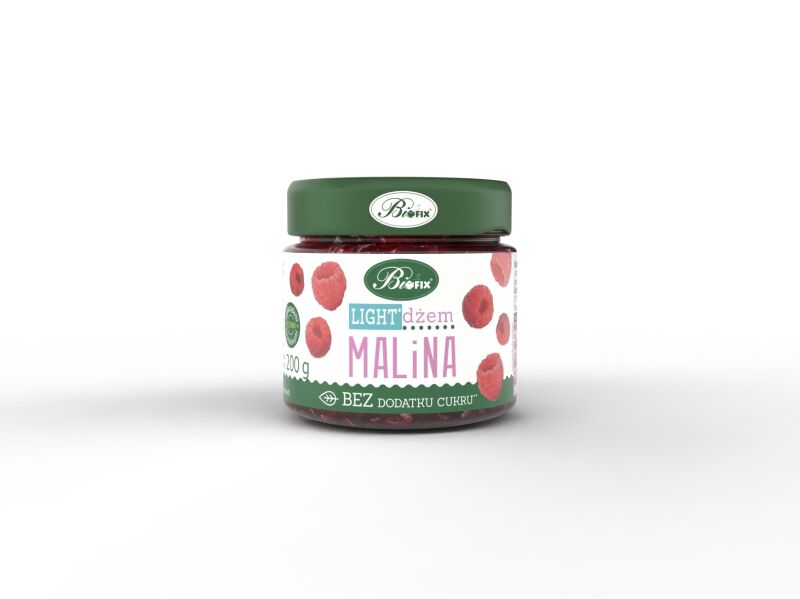 BiOFIX®
BiOFIX®
LIGHT* dżem
MALiNA
200 g
BEZ DODATKU CUKRU**